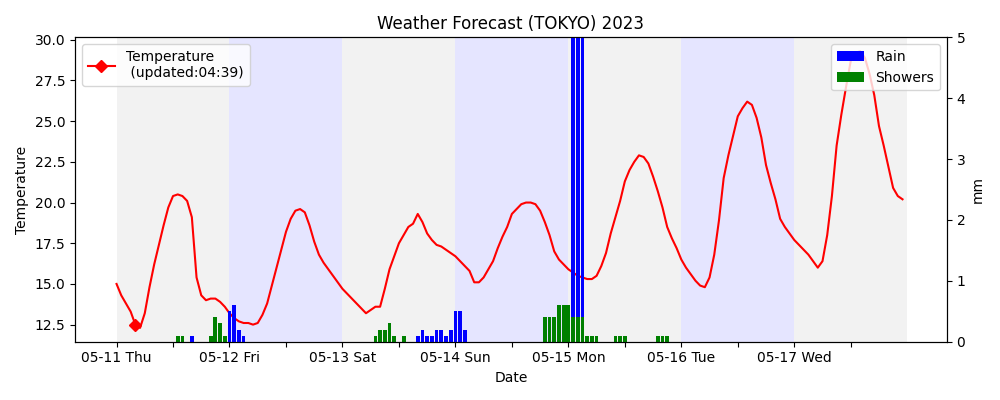 Weather Forecast (TOKYO) 2023
Temperature
(updated:04:39)
Rain
Showers
Temperature
30.0
27.5
25.0
22.5
20.0
17.5
15.0
12.5
5
4
3
2
1
0
mm
05-11 Thu
05-12 Fri
05-13 Sat
05-14 Sun
05-15 Mon
05-16 Tue
05-17 Wed
Date